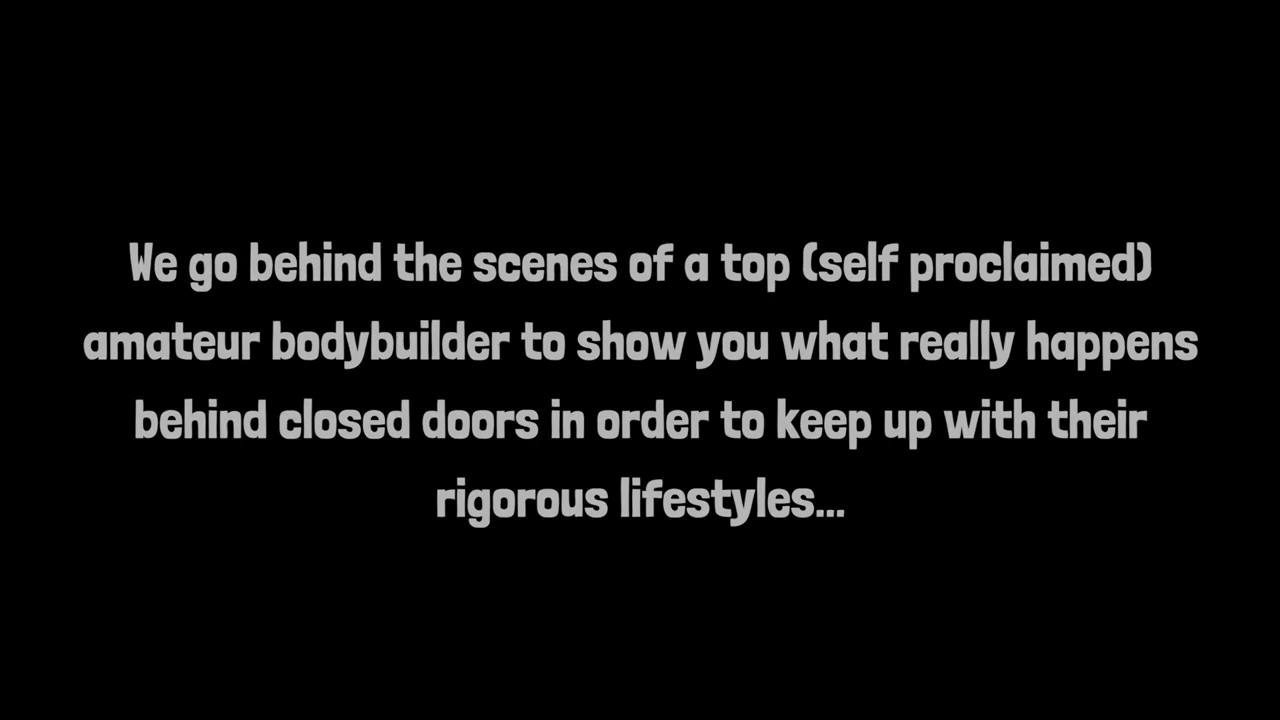 We go behind the scenes of a top (self proclaimed)
amateur bodybuilder to show you what really happens
behind closed doors in order to keep up with their
rigorous lifestyles...